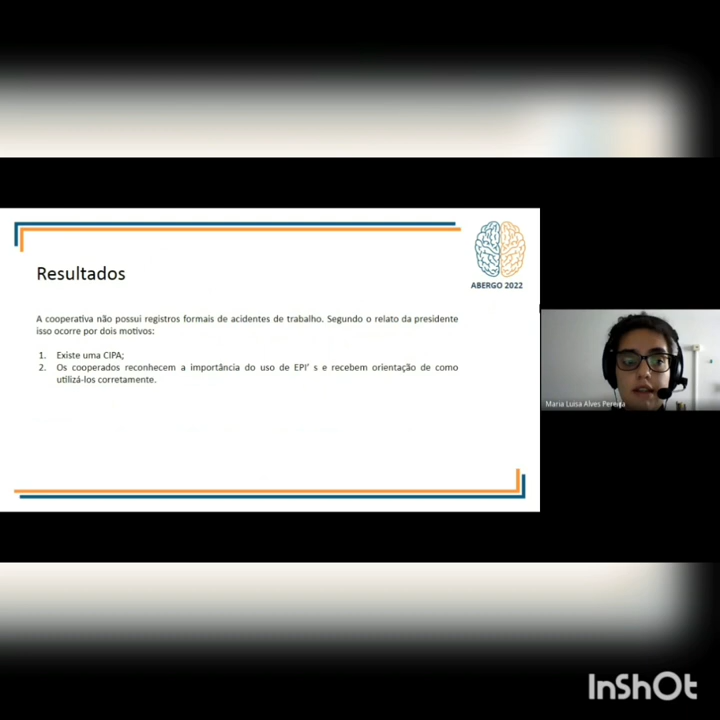 ABERGO 2022
Resultados
A cooperativa não possui registros formais de acidentes de trabalho. Segundo o relato da presidente
isso ocorre por dois motivos:
1. Existe uma CIPA;
2. Os cooperados reconhecem a importância do uso de EPI' s e recebem orientação de como
utilizá-los corretamente.
Maria Luisa Alves Pereira
InShOt